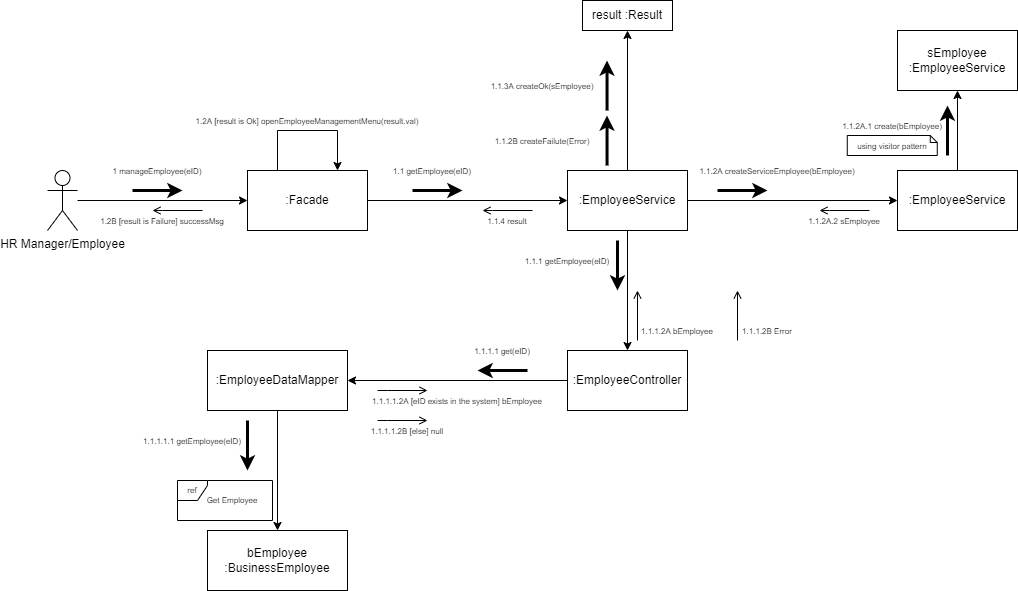 result :Result
sEmployee
:EmployeeService
1.1.3A createOk(sEmployee)
1.2A [result is Ok] openEmployeeManagementMenu(result.val)
1.1.2A.1 create(bEmployee)
1.1.2B createFailute(Error)
using visitor pattern
1 manageEmployee(eID)
1.1 getEmployee(eID)
1.1.2A createServiceEmployee(bEmployee)
:Facade
:EmployeeService
:EmployeeService
1.2B [result is Failure] successMsg
1.1.4 result
1.1.2A.2 sEmployee
HR Manager/Employee
1.1.1 getEmployee(eID)
1.1.1.2A bEmployee
1.1.1.2B Error
1.1.1.1 get(eID)
:EmployeeDataMapper
:EmployeeController
1.1.1.1.2A [eID exists in the system] bEmployee
1.1.1.1.2B [else] null
1.1.1.1.1 getEmployee(eID)
ref
Get Employee
bEmployee
:BusinessEmployee